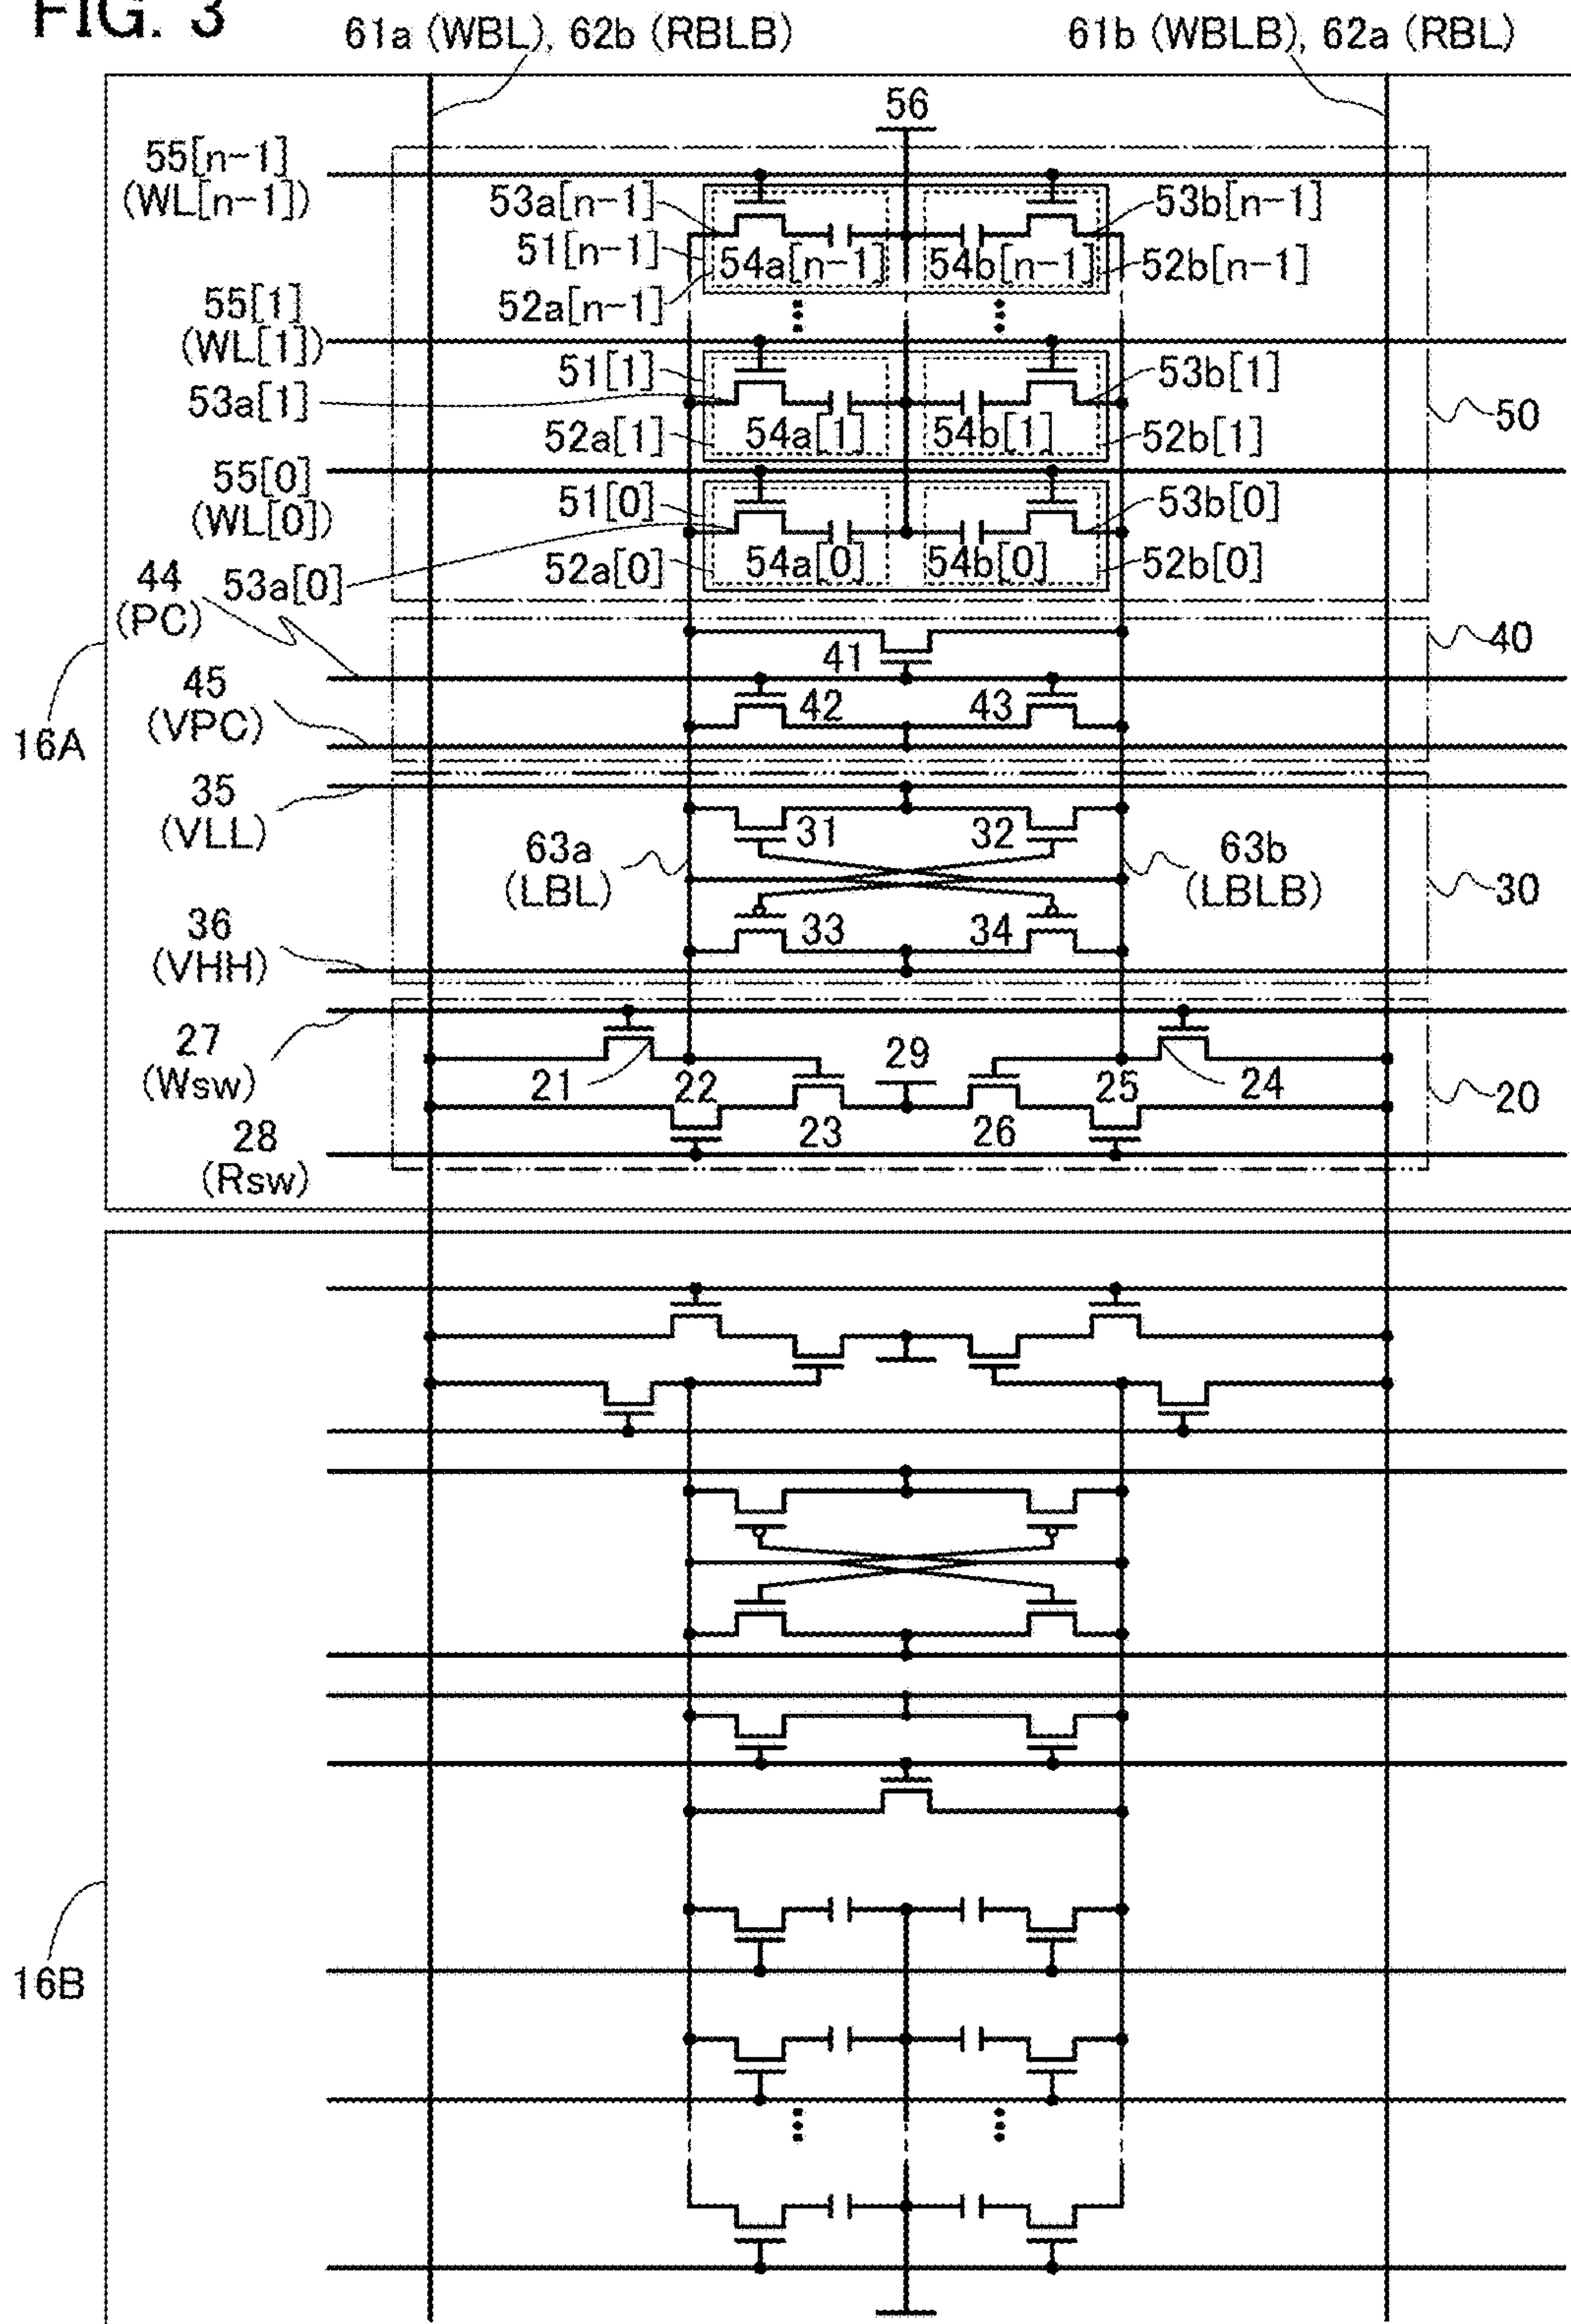 FIG. 3
61a (WBL), 62b (RBLB)
61b (WBLB), 62a (RBL)
56
55[n-1]
(WL[n-1])
53a[n-1]
53b[n-1]
51[n-1]
54a[n-1]
54b[n-1]
52b[n-1]
52a[n-1]
55[1]
(WL[1])
51[1]
53b[1]
53a[1]
50
52a[1]
54a[1]
54b[1]
52b[1]
55[0]
(WL[0])
51[0]
53b[0]
52a[0]
54a[0]
54b[0]
52b[0]
53a[0]
44
(PC)
40
41
45
(VPC)
42
43
16A
35
(VLL)
31
32
63a
(LBL)
63b
(LBLB)
30
36
(VHH)
33
34
27
(Wsw)
29
21
22
25
24
20
28
(Rsw)
23
26
16B